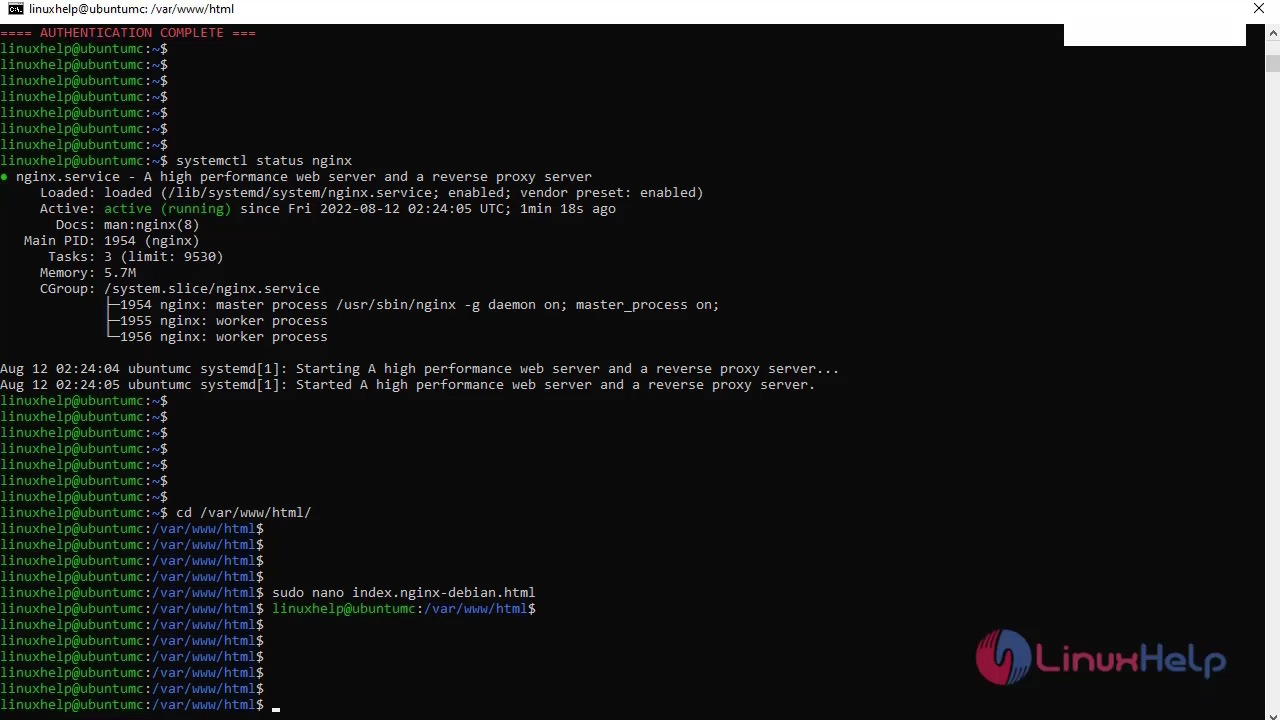 linuxhelp@ubuntumc: /var/www/html
==== AUTHENTICATION COMPLETE ===
linuxhelp@ubuntumc:~$
linuxhelp@ubuntumc:~$
linuxhelp@ubuntumc:~$
linuxhelp@ubuntumc:~$
linuxhelp@ubuntumc:~$
linuxhelp@ubuntumc:~$
linuxhelp@ubuntumc:~$
linuxhelp@ubuntumc:~$ systemctl status nginx
● nginx.service - A high performance web server and a reverse proxy server
     Loaded: loaded (/lib/systemd/system/nginx.service; enabled; vendor preset: enabled)
     Active: active (running) since Fri 2022-08-12 02:24:05 UTC; 1min 18s ago
       Docs: man:nginx(8)
   Main PID: 1954 (nginx)
      Tasks: 3 (limit: 9530)
     Memory: 5.7M
     CGroup: /system.slice/nginx.service
             ├─1954 nginx: master process /usr/sbin/nginx -g daemon on; master_process on;
             ├─1955 nginx: worker process
             └─1956 nginx: worker process
Aug 12 02:24:04 ubuntumc systemd[1]: Starting A high performance web server and a reverse proxy server...
Aug 12 02:24:05 ubuntumc systemd[1]: Started A high performance web server and a reverse proxy server.
linuxhelp@ubuntumc:~$
linuxhelp@ubuntumc:~$
linuxhelp@ubuntumc:~$
linuxhelp@ubuntumc:~$
linuxhelp@ubuntumc:~$
linuxhelp@ubuntumc:~$
linuxhelp@ubuntumc:~$
linuxhelp@ubuntumc:~$ cd /var/www/html/
linuxhelp@ubuntumc:/var/www/html$
linuxhelp@ubuntumc:/var/www/html$
linuxhelp@ubuntumc:/var/www/html$
linuxhelp@ubuntumc:/var/www/html$
linuxhelp@ubuntumc:/var/www/html$ sudo nano index.nginx-debian.html
linuxhelp@ubuntumc:/var/www/html$ linuxhelp@ubuntumc:/var/www/html$
linuxhelp@ubuntumc:/var/www/html$
linuxhelp@ubuntumc:/var/www/html$
linuxhelp@ubuntumc:/var/www/html$
linuxhelp@ubuntumc:/var/www/html$
linuxhelp@ubuntumc:/var/www/html$
linuxhelp@ubuntumc:/var/www/html$
LinuxHelp